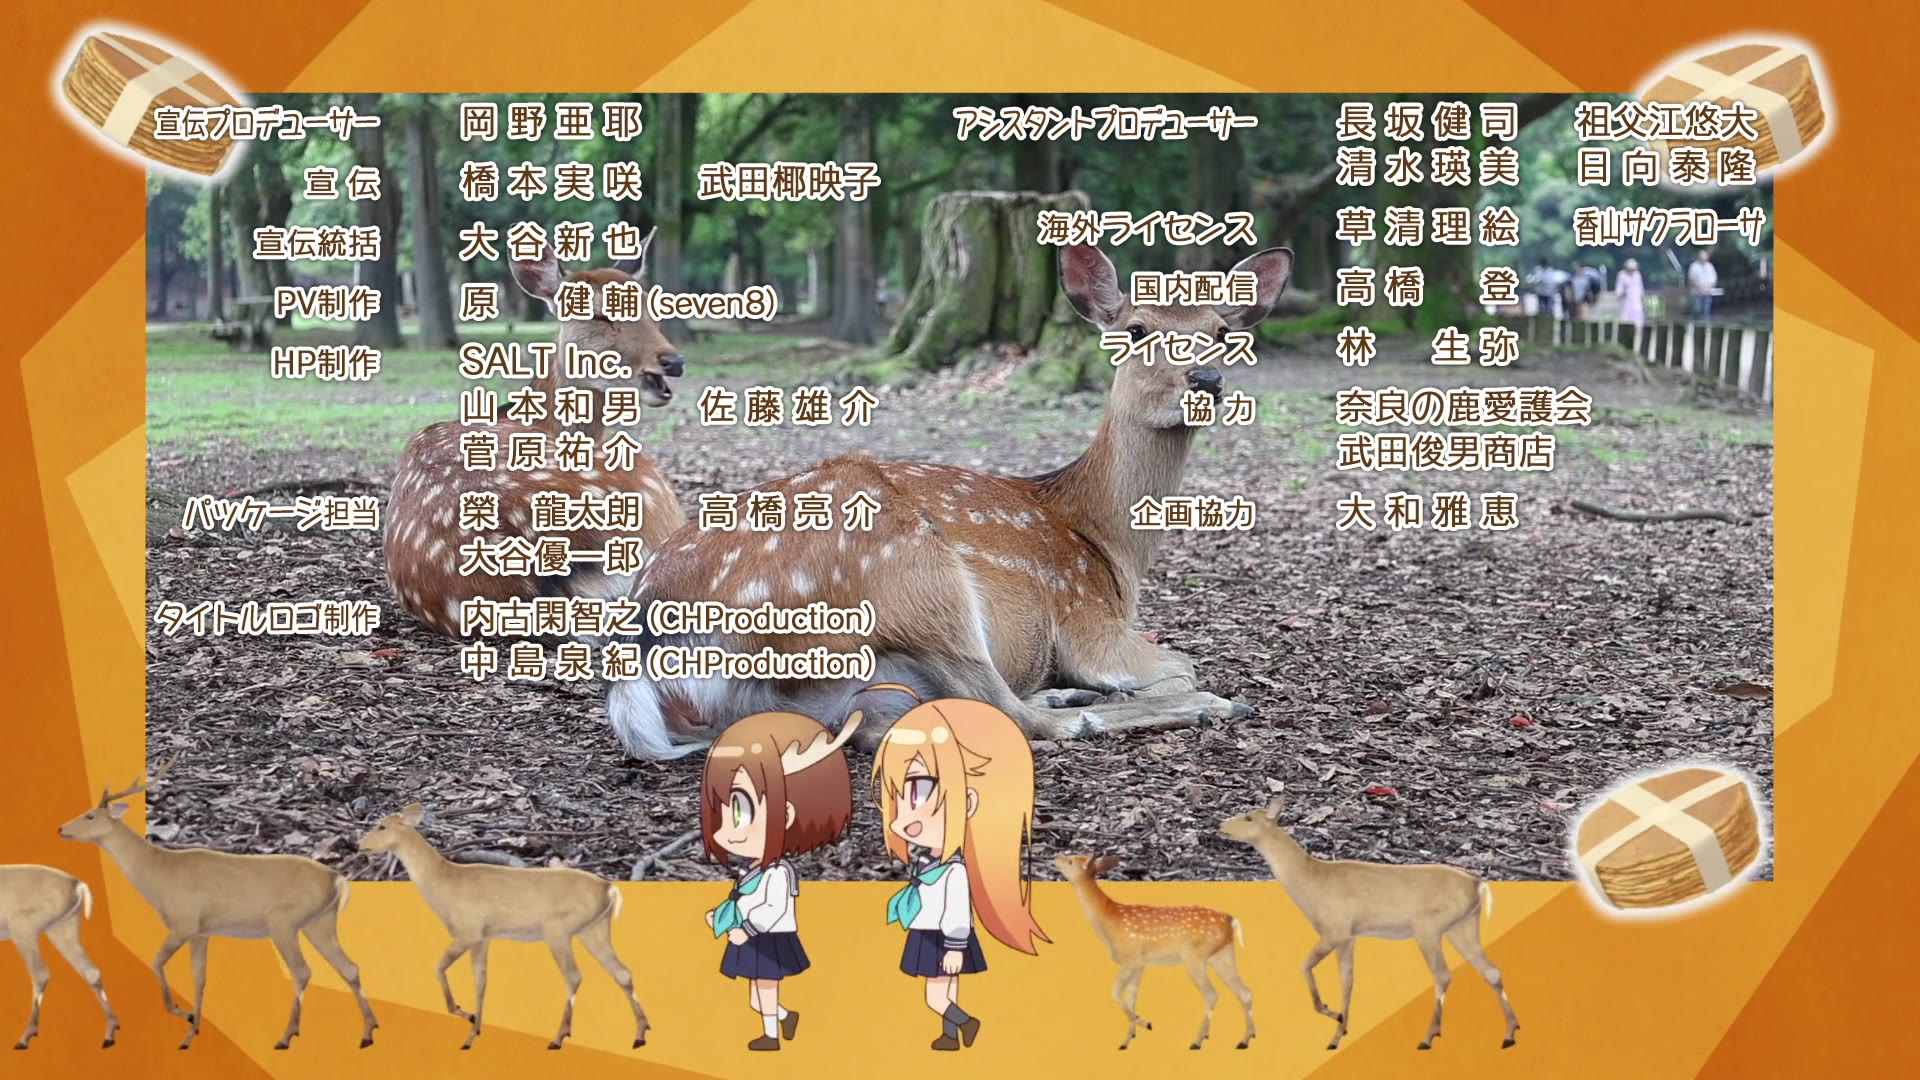 宣伝プロデューサー 岡野亜耶
宣伝 橋本実咲 武田椰映子
宣伝統括 大谷新也
PV制作 原 健輔(seven8)
HP制作 SALT Inc.
山本和男 佐藤雄介
菅原祐介
パッケージ担当 榮 龍太朗 高橋亮介
大谷優一郎
タイトルロゴ制作 内古閑智之(CHProduction)
中島泉紀(CHProduction)
アシスタントプロデューサー 長坂健司 祖父江悠大
清水瑛美 日向泰隆
海外ライセンス 草清理絵 香山サクラローサ
国内配信 高橋 登
ライセンス 林 生弥
協力 奈良の鹿愛護会
武田俊男商店
企画協力 大和雅恵